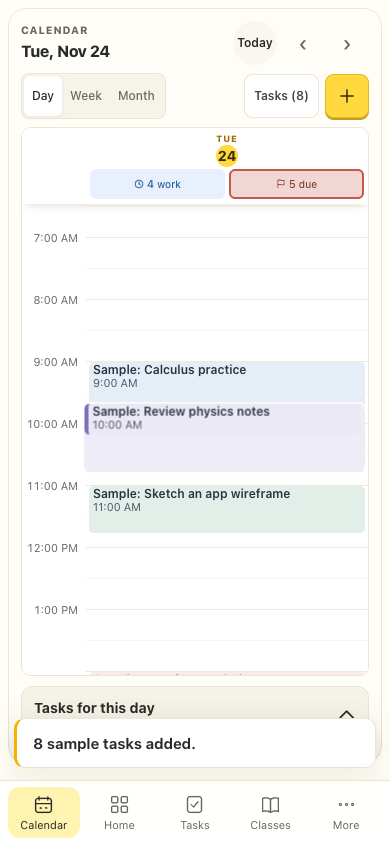 CALENDAR
Tue, Nov 24
Today
Day
Week
Month
Tasks (8)
TUE
24
4 work
5 due
7:00 AM
8:00 AM
9:00 AM
Sample: Calculus practice
9:00 AM
Sample: Review physics notes
10:00 AM
10:00 AM
11:00 AM
Sample: Sketch an app wireframe
11:00 AM
12:00 PM
1:00 PM
Tasks for this day
8 sample tasks added.
Calendar
Home
Tasks
Classes
More